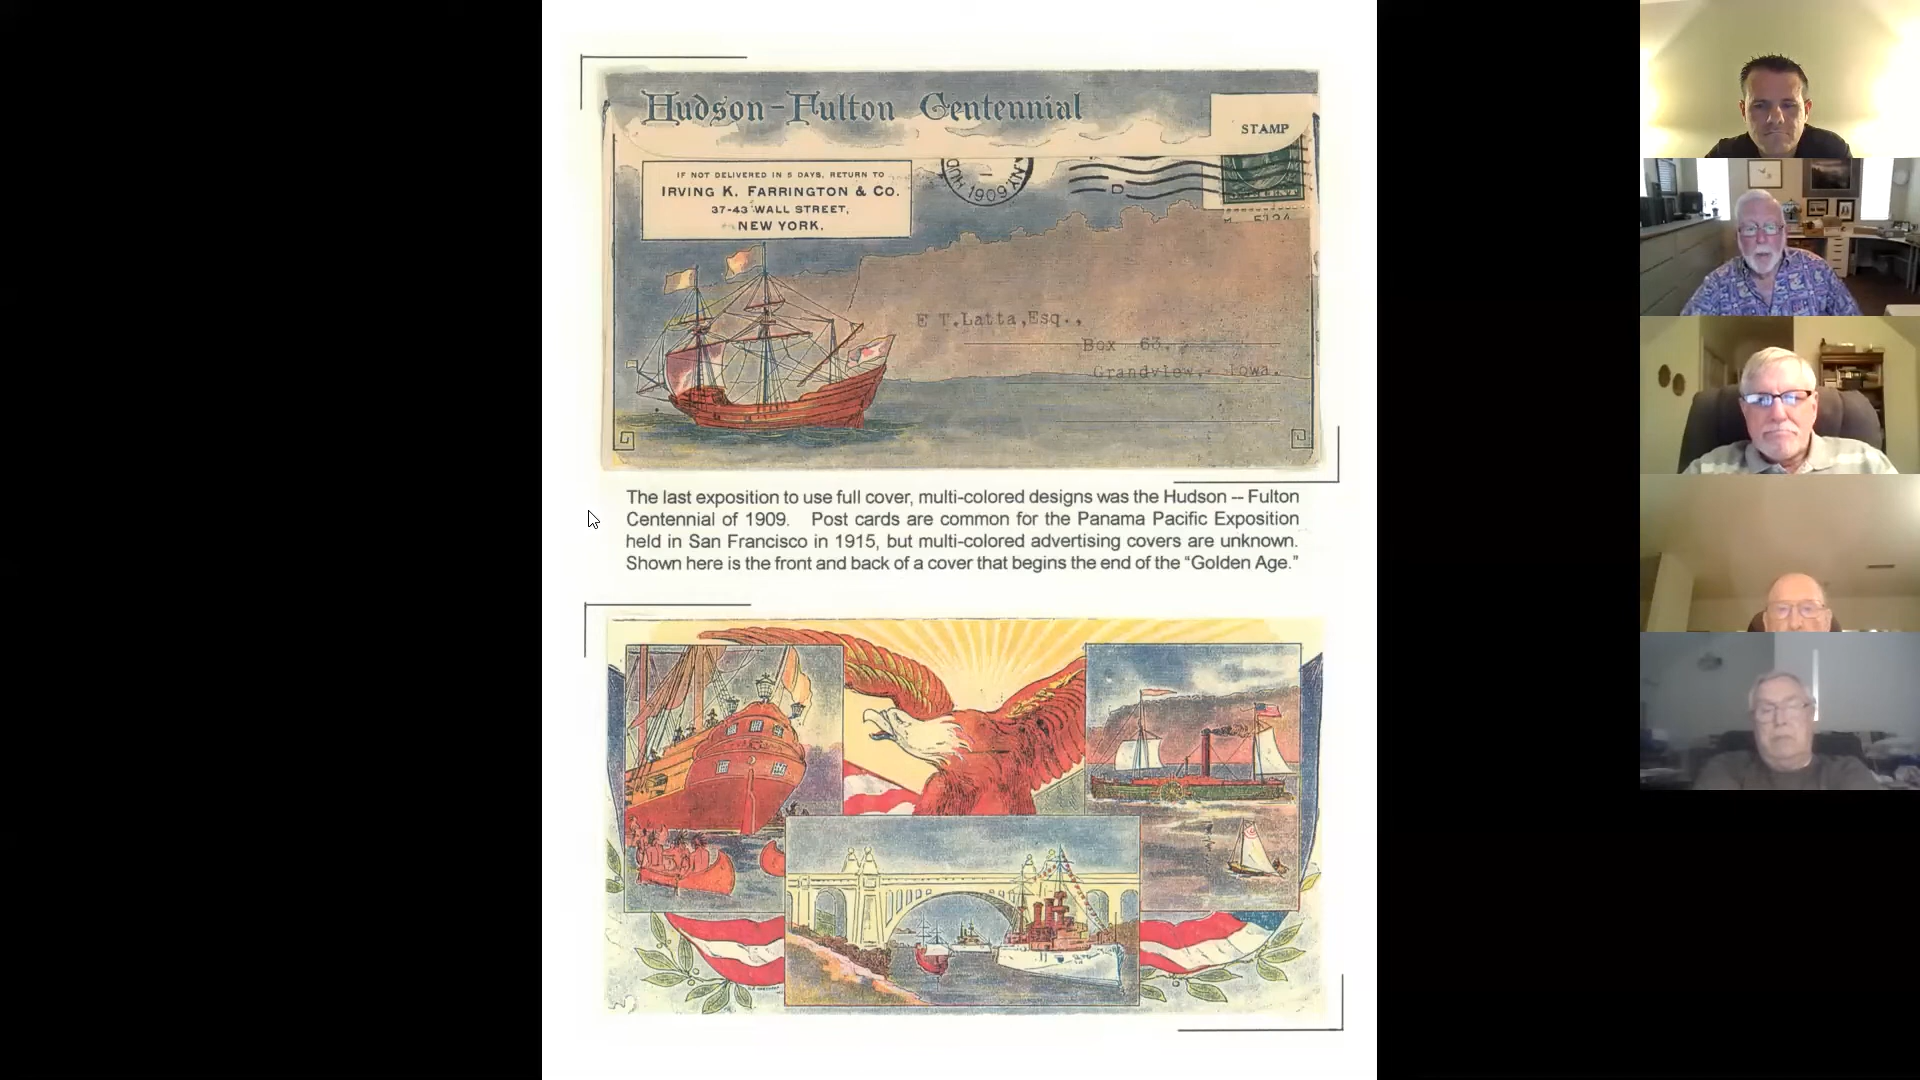 Hudson-Fulton Centennial
STAMP
IF NOT DELIVERED IN 5 DAYS, RETURN TO
IRVING K. FARRINGTON & CO.
37-43 WALL STREET,
NEW YORK.
HUD
1909
N.Y.
D
E T.Latta,Esq.,
Box 63.
Grandview,- Iowa.
The last exposition to use full cover, multi-colored designs was the Hudson -- Fulton
Centennial of 1909. Post cards are common for the Panama Pacific Exposition
held in San Francisco in 1915, but multi-colored advertising covers are unknown.
Shown here is the front and back of a cover that begins the end of the “Golden Age.”